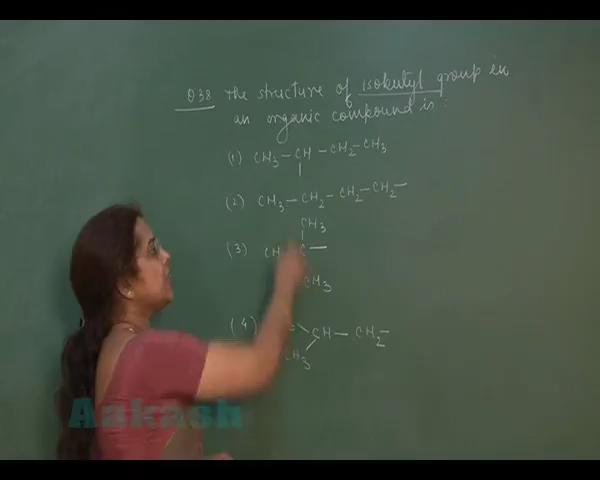 Q38 The structure of isobutyl group in
an organic compound is:
(1) CH3 – CH – CH2 – CH3
(2) CH3 – CH2 – CH2 – CH2 –
CH3
(3) C –
CH3
(4) CH – CH2 –
CH3
Aakash